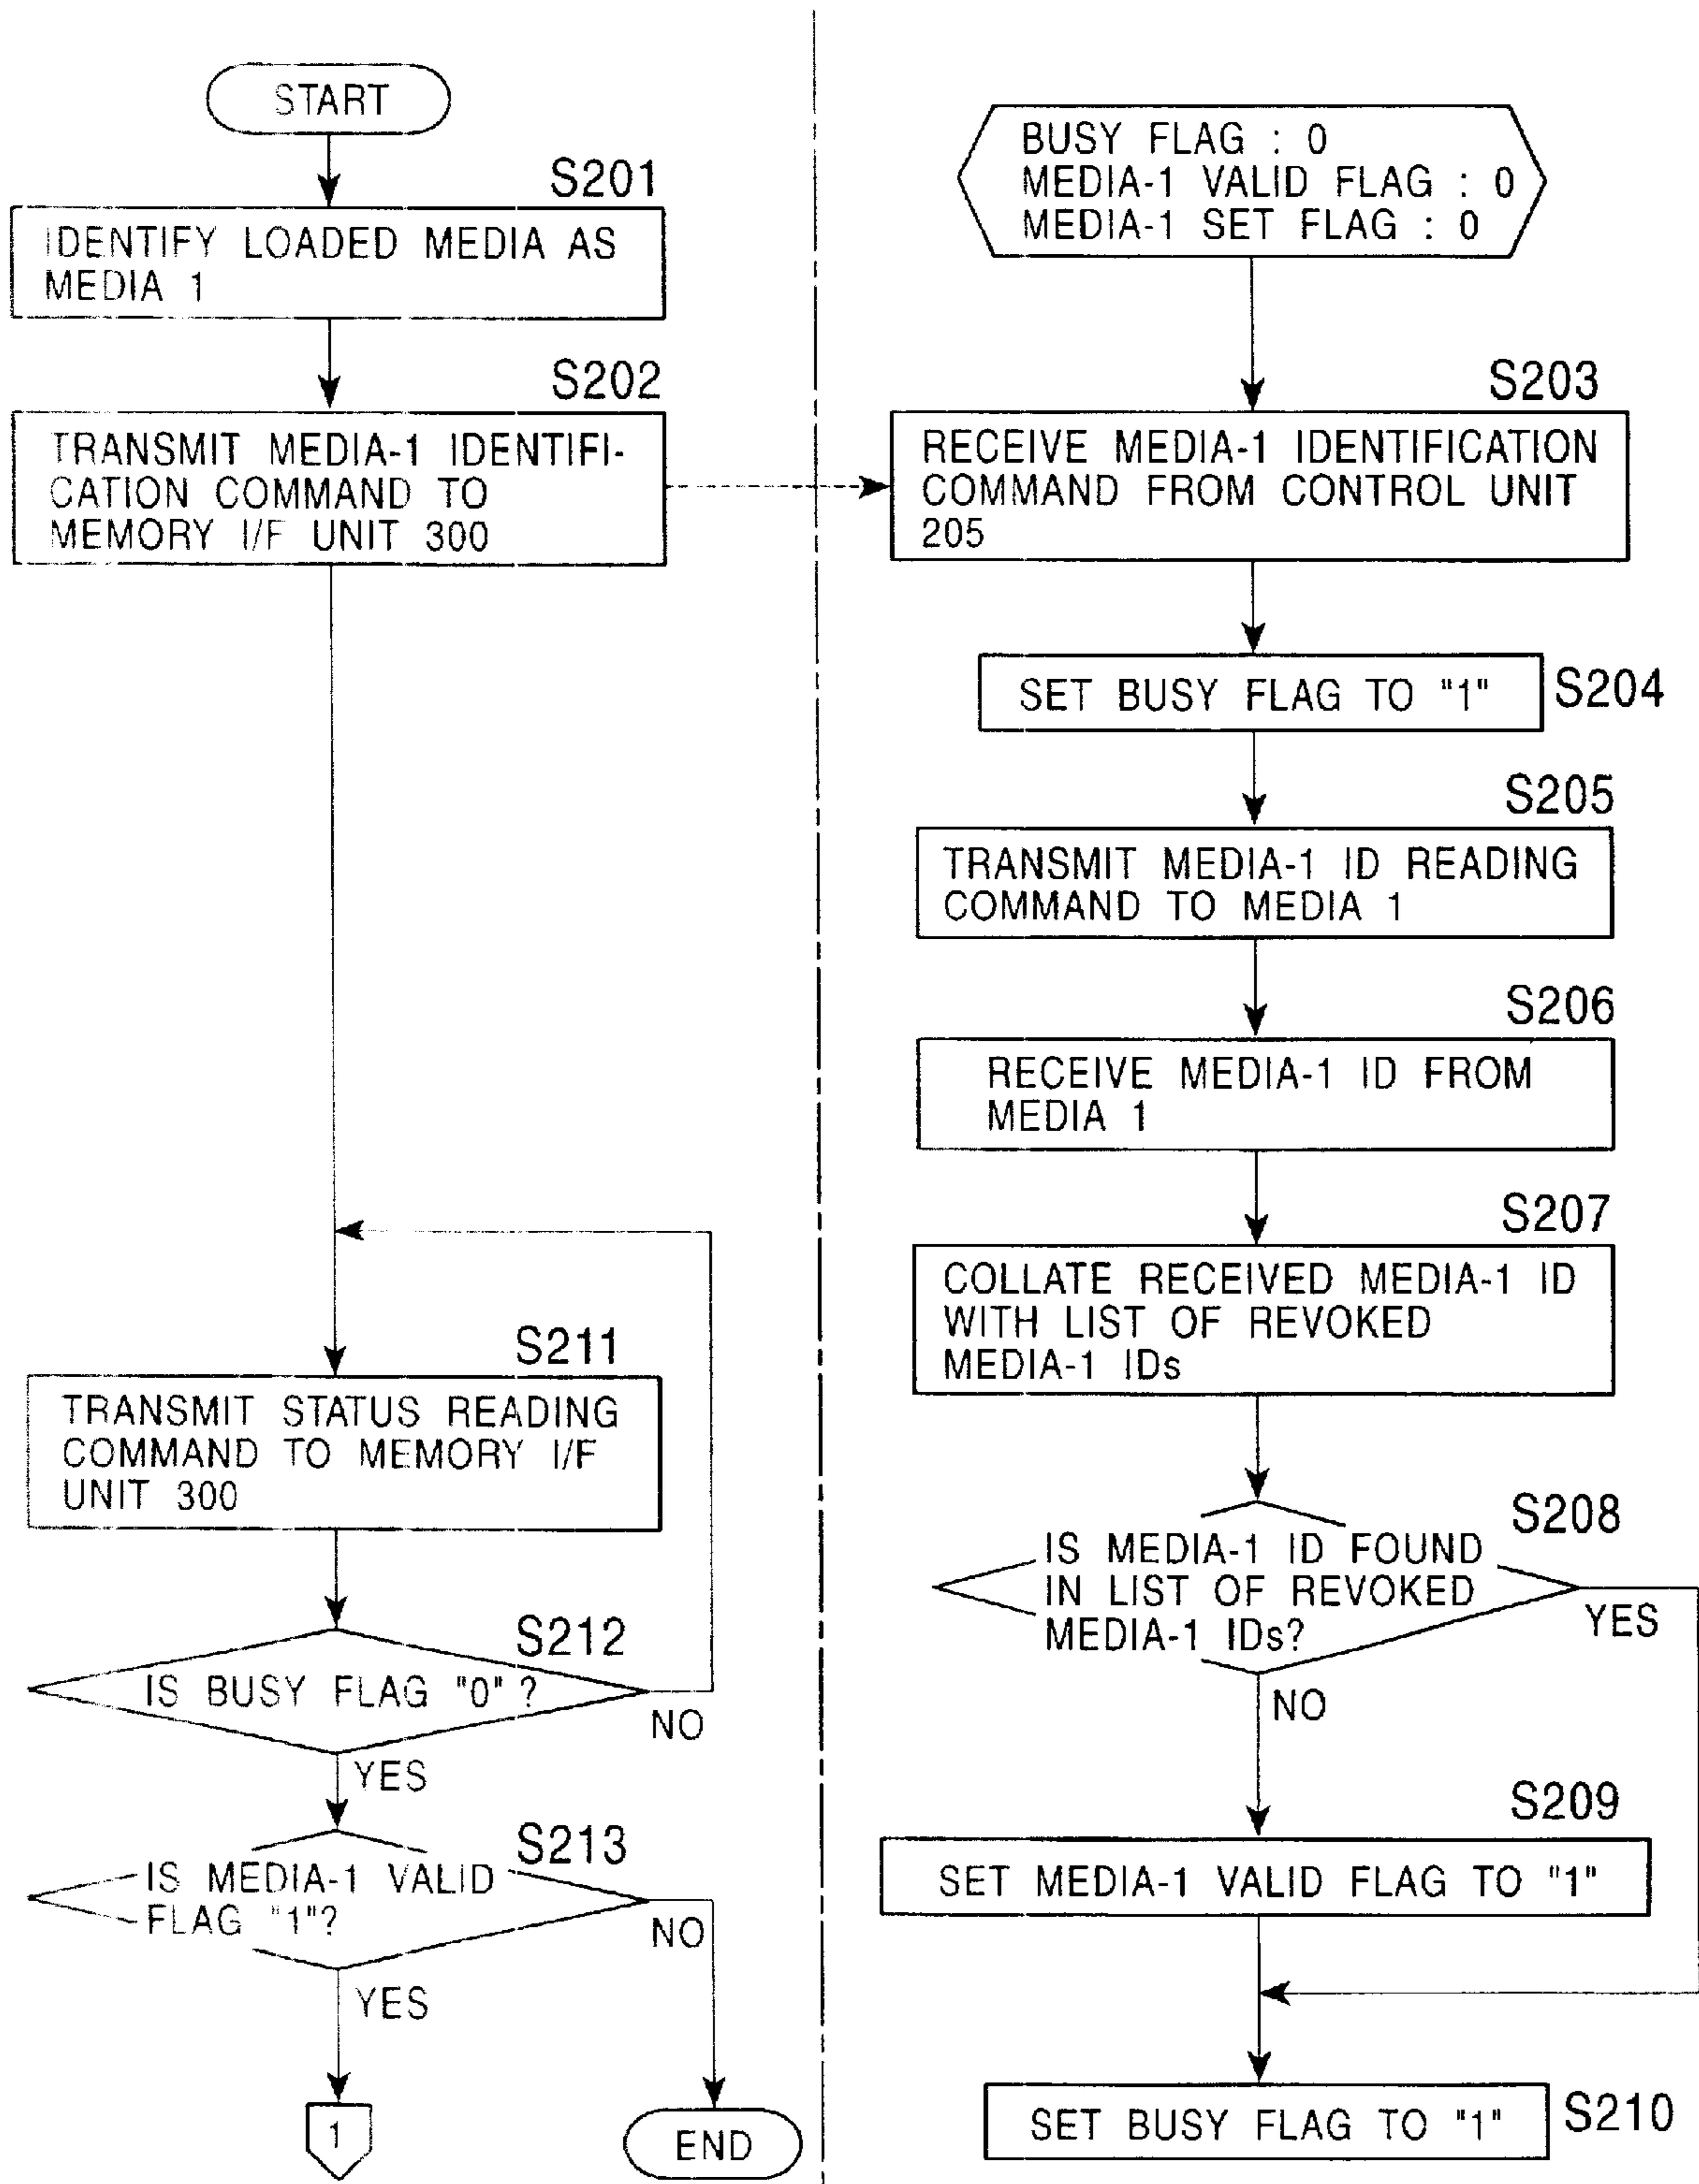 START
S201
IDENTIFY LOADED MEDIA AS
MEDIA 1
S202
TRANSMIT MEDIA-1 IDENTIFI-
CATION COMMAND TO
MEMORY I/F UNIT 300
S211
TRANSMIT STATUS READING
COMMAND TO MEMORY I/F
UNIT 300
S212
IS BUSY FLAG "0" ?
NO
YES
S213
IS MEDIA-1 VALID
FLAG "1"?
NO
YES
1
END
BUSY FLAG : 0
MEDIA-1 VALID FLAG : 0
MEDIA-1 SET FLAG : 0
S203
RECEIVE MEDIA-1 IDENTIFICATION
COMMAND FROM CONTROL UNIT
205
SET BUSY FLAG TO "1"
S204
S205
TRANSMIT MEDIA-1 ID READING
COMMAND TO MEDIA 1
S206
RECEIVE MEDIA-1 ID FROM
MEDIA 1
S207
COLLATE RECEIVED MEDIA-1 ID
WITH LIST OF REVOKED
MEDIA-1 IDs
S208
IS MEDIA-1 ID FOUND
IN LIST OF REVOKED
MEDIA-1 IDs?
YES
NO
S209
SET MEDIA-1 VALID FLAG TO "1"
SET BUSY FLAG TO "1"
S210